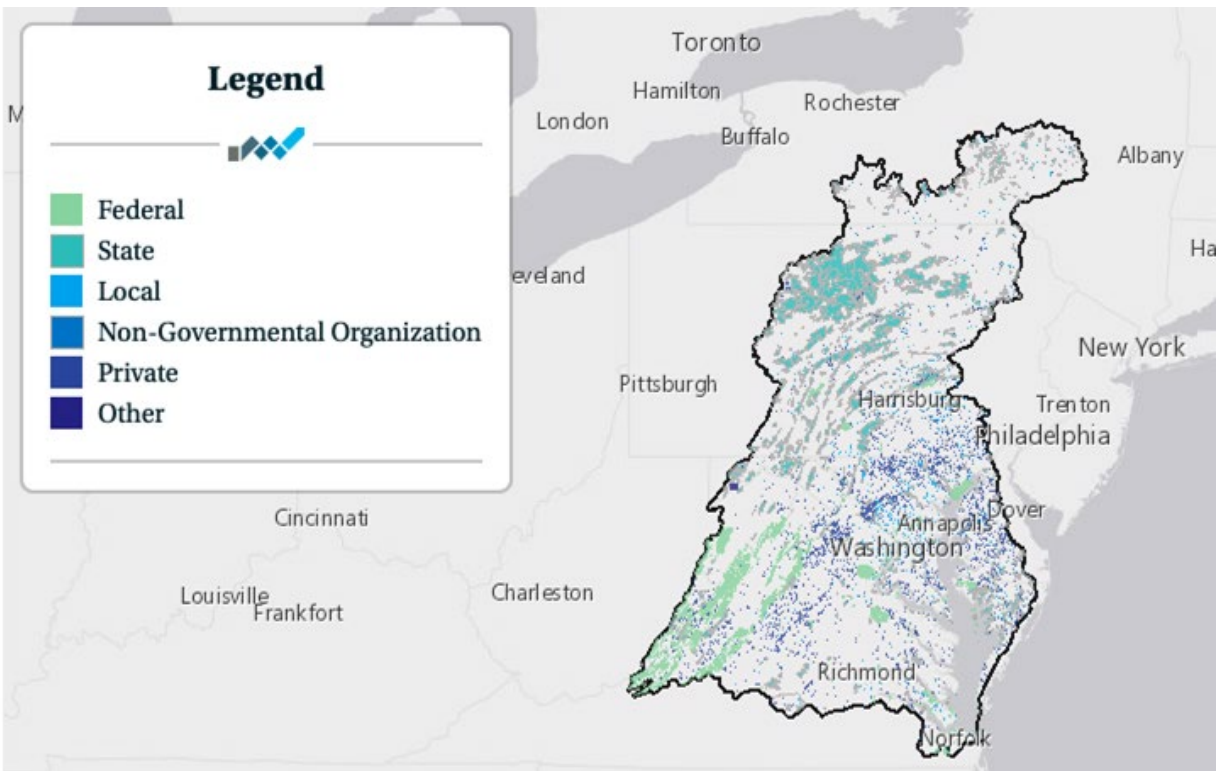 Legend
Federal
State
Local
Non-Governmental Organization
Private
Other
Toronto
Hamilton
Rochester
London
Buffalo
Albany
M
Ha
eveland
New York
Pittsburgh
Harrisburg
Trenton
Philadelphia
Cincinnati
Annapolis
Dover
Washington
Louisville
Frankfort
Charleston
Richmond
Norfolk